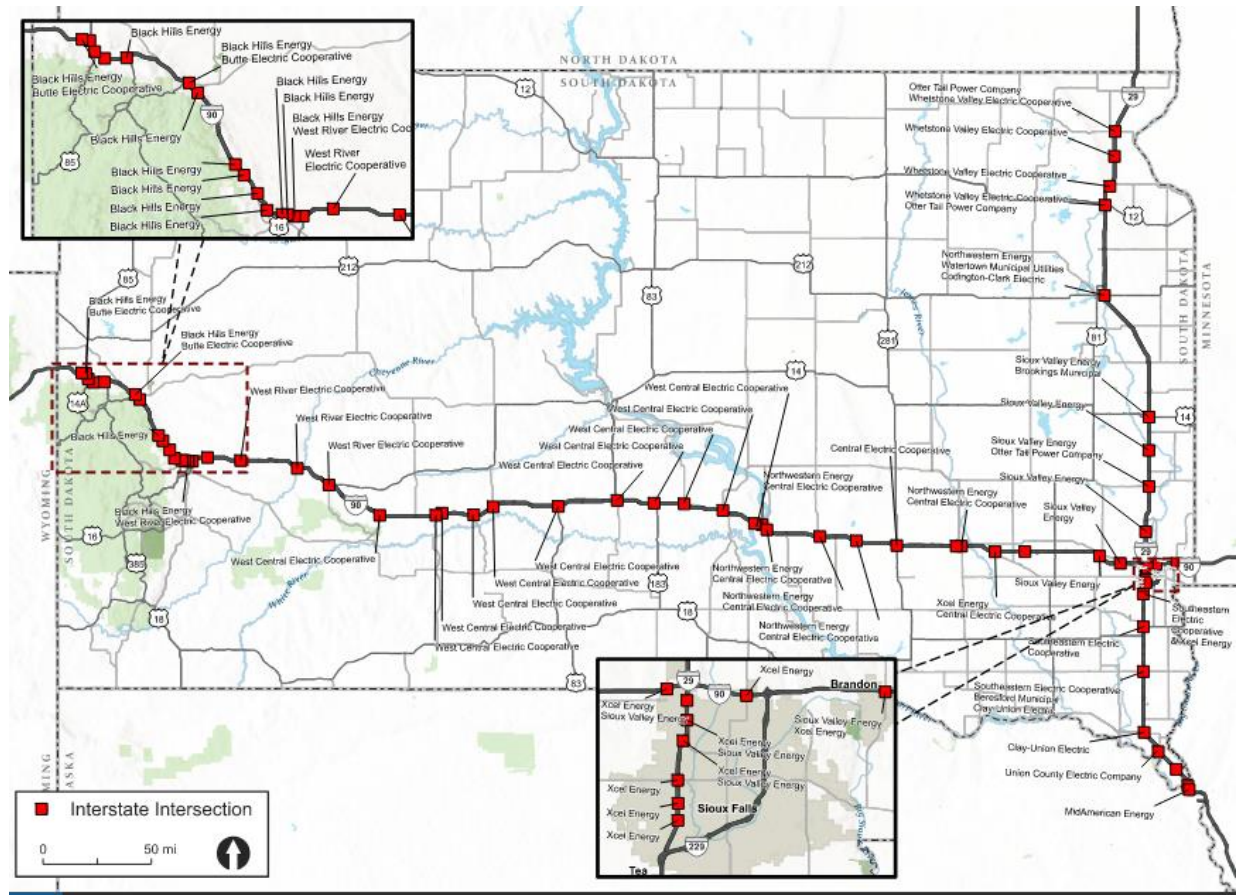 Black Hills Energy
Black Hills Energy
Butte Electric Cooperative
Black Hills Energy
Butte Electric Cooperative
Black Hills Energy
Black Hills Energy
Black Hills Energy
West River Electric Coo
West River
Electric Cooperative
90
85
Black Hills Energy
Black Hills Energy
Black Hills Energy
Black Hills Energy
Black Hills Energy
16
NORTH DAKOTA
SOUTH DAKOTA
12
29
Otter Tail Power Company
Whetstone Valley Electric Cooperative
Whetstone Valley Electric Cooperative
Whetstone Valley Electric Cooperative
Whetstone Valley Electric Cooperative
Otter Tail Power Company
12
212
212
85
83
Northwestern Energy
Watertown Municipal Utilities
Codington-Clark Electric
James River
SOUTH DAKOTA
MINNESOTA
81
281
Black Hills Energy
Butte Electric Cooperative
Black Hills Energy
Butte Electric Cooperative
Cheyenne River
14
14A
Sioux Valley Energy
Brookings Municipal
Sioux Valley Energy
14
Sioux Valley Energy
Otter Tail Power Company
Sioux Valley Energy
Sioux Valley
Energy
29
90
Sioux Valley Energy
Black Hills Energy
West River Electric Cooperative
West River Electric Cooperative
West River Electric Cooperative
West Central Electric Cooperative
West Central Electric Cooperative
West Central Electric Cooperative
West Central Electric Cooperative
West Central Electric Cooperative
Northwestern Energy
Central Electric Cooperative
Central Electric Cooperative
Northwestern Energy
Central Electric Cooperative
90
WYOMING
SOUTH DAKOTA
Black Hills Energy
West River Electric Cooperative
16
385
18
White River
West Central Electric Cooperative
West Central Electric Cooperative
West Central Electric Cooperative
West Central Electric Cooperative
West Central Electric Cooperative
West Central Electric Cooperative
183
18
83
Northwestern Energy
Central Electric Cooperative
Northwestern Energy
Central Electric Cooperative
Northwestern Energy
Central Electric Cooperative
Xcel Energy
Central Electric Cooperative
Southeastern
Electric
Cooperative
& Xcel Energy
Southeastern Electric
Cooperative
Southeastern Electric Cooperative
Beresford Municipal
Clay-Union Electric
Clay-Union Electric
Union County Electric Company
MidAmerican Energy
Xcel Energy
29
90
Brandon
Xcel Energy
Sioux Valley Energy
Sioux Valley Energy
Xcel Energy
Xcel Energy
Sioux Valley Energy
Xcel Energy
Sioux Valley Energy
Xcel Energy
Xcel Energy
Xcel Energy
Sioux Falls
229
Tea
Big Sioux
MING
ASKA
Interstate Intersection
0 50 mi